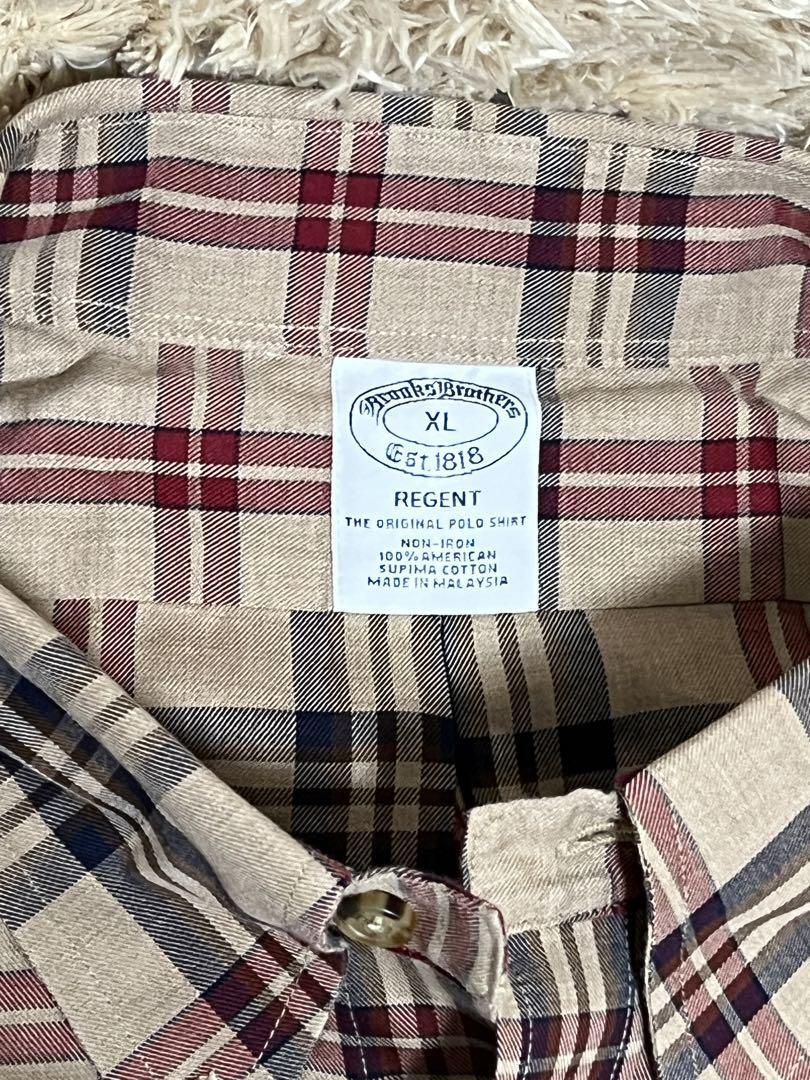 Brooks Brothers
XL
Est. 1818
REGENT
THE ORIGINAL POLO SHIRT
NON-IRON
100% AMERICAN
SUPIMA COTTON
MADE IN MALAYSIA